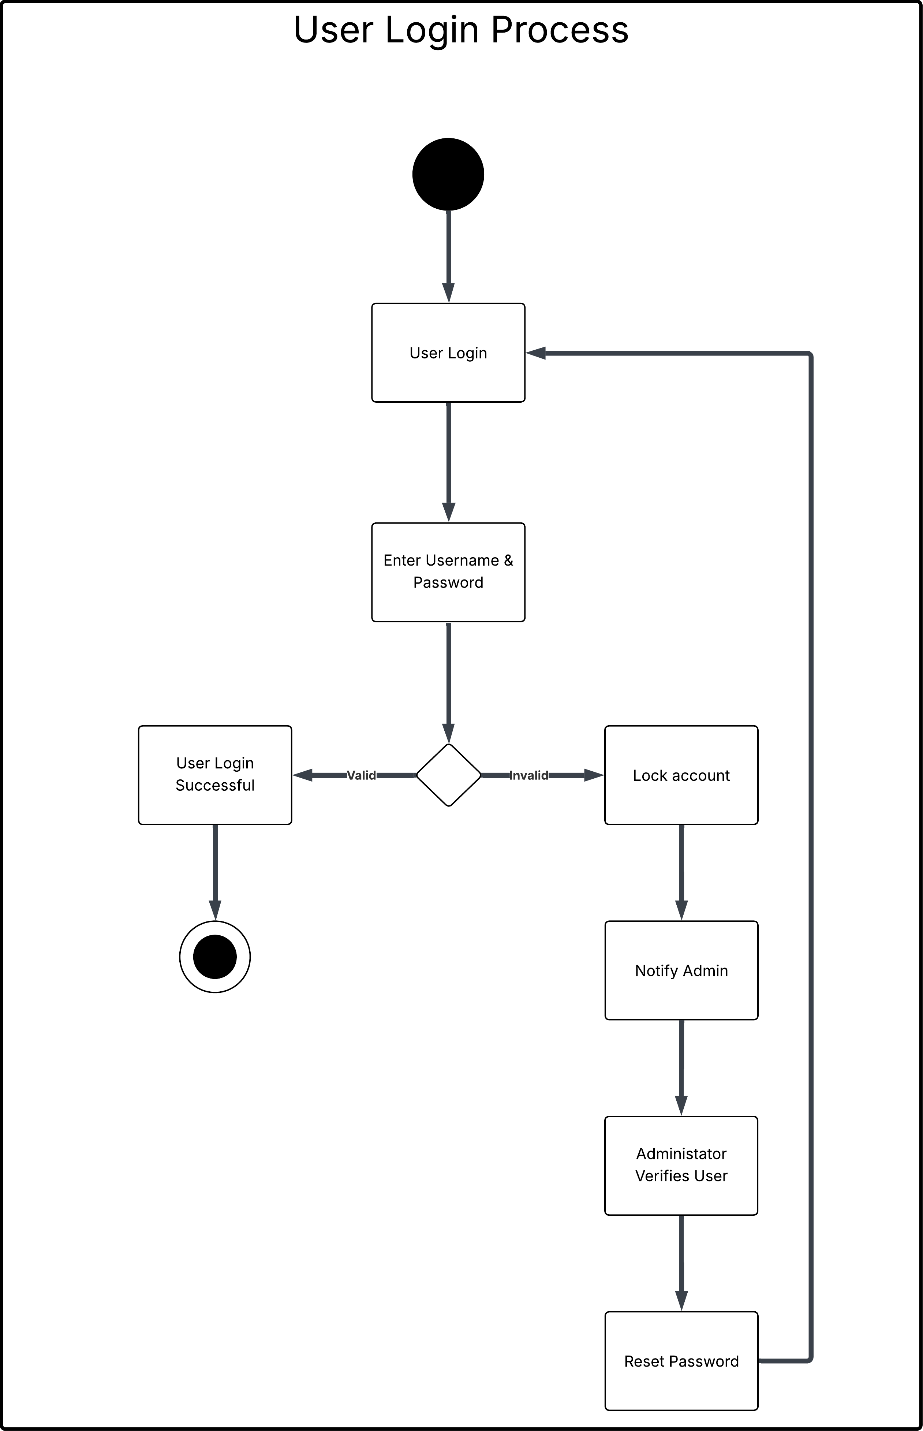 User Login Process
User Login
Enter Username &
Password
User Login
Successful
Valid
Invalid
Lock account
Notify Admin
Administator
Verifies User
Reset Password